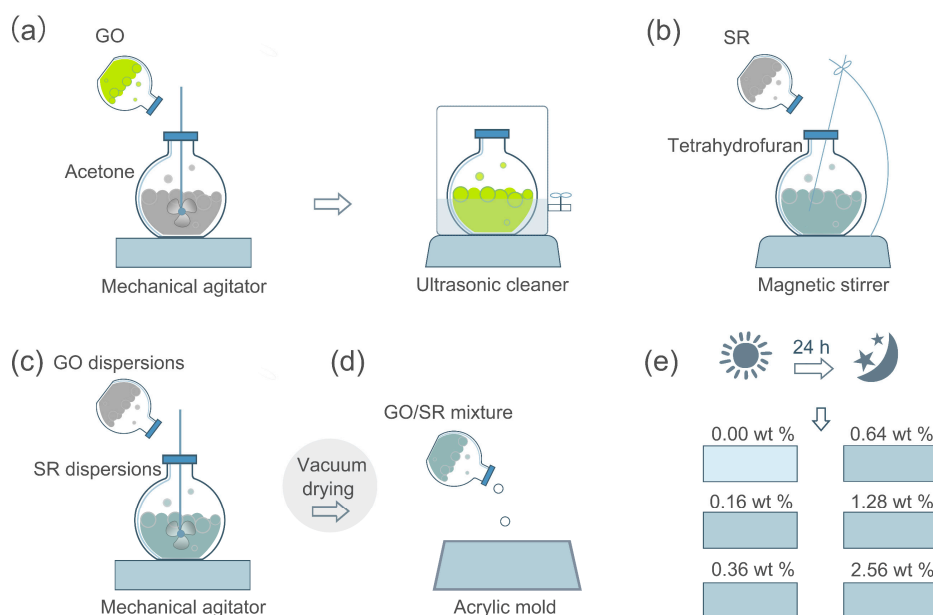 (a)
GO
Acetone
Mechanical agitator
Ultrasonic cleaner
(b)
SR
Tetrahydrofuran
Magnetic stirrer
(c)
GO dispersions
SR dispersions
Mechanical agitator
Vacuum
drying
(d)
GO/SR mixture
Acrylic mold
(e)
24 h
0.00 wt %
0.64 wt %
0.16 wt %
1.28 wt %
0.36 wt %
2.56 wt %